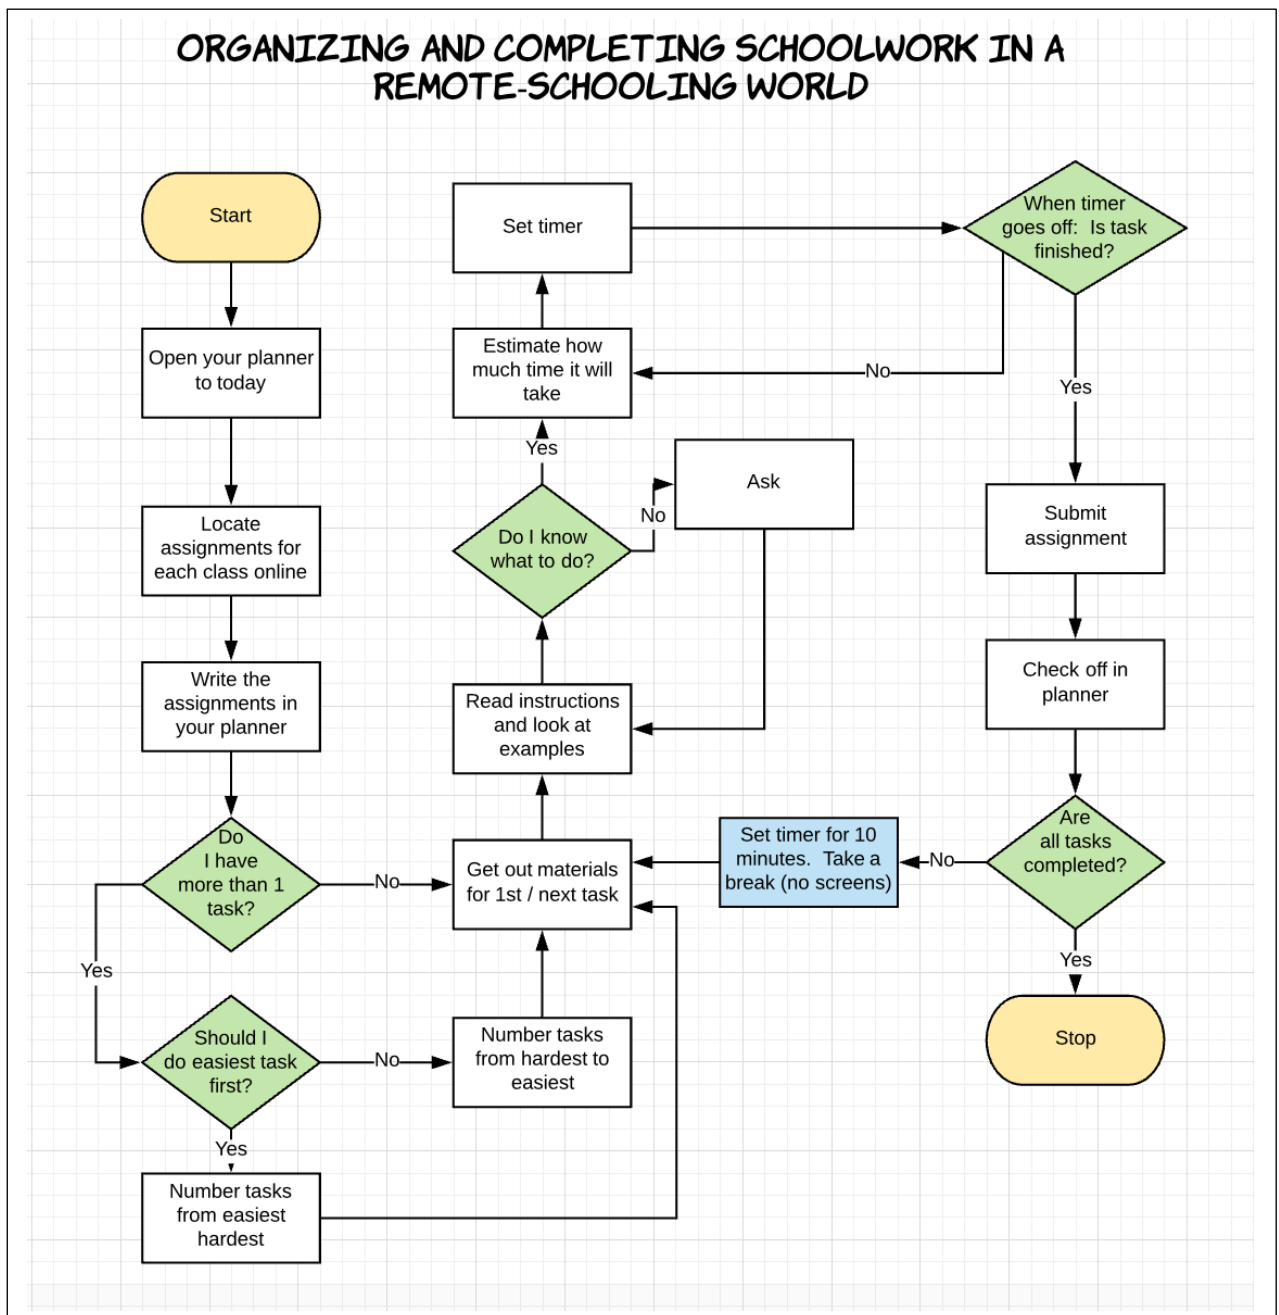 ORGANIZING AND COMPLETING SCHOOLWORK IN A
REMOTE-SCHOOLING WORLD
Start
Open your planner
to today
Locate
assignments for
each class online
Write the
assignments in
your planner
Do
I have
more than 1
task?
No
Yes
Should I
do easiest task
first?
No
Yes
Number tasks
from easiest
hardest
Number tasks
from hardest to
easiest
Get out materials
for 1st / next task
Read instructions
and look at
examples
Do I know
what to do?
No
Ask
Yes
Estimate how
much time it will
take
Set timer
When timer
goes off:  Is task
finished?
No
Yes
Submit
assignment
Check off in
planner
Are
all tasks
completed?
No
Set timer for 10
minutes.  Take a
break (no screens)
Yes
Stop